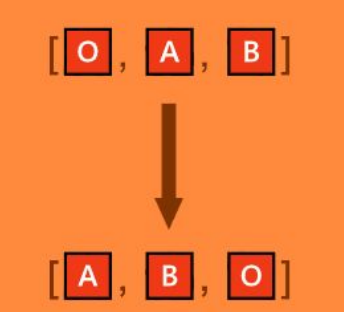 [O, A, B]
[A, B, O]